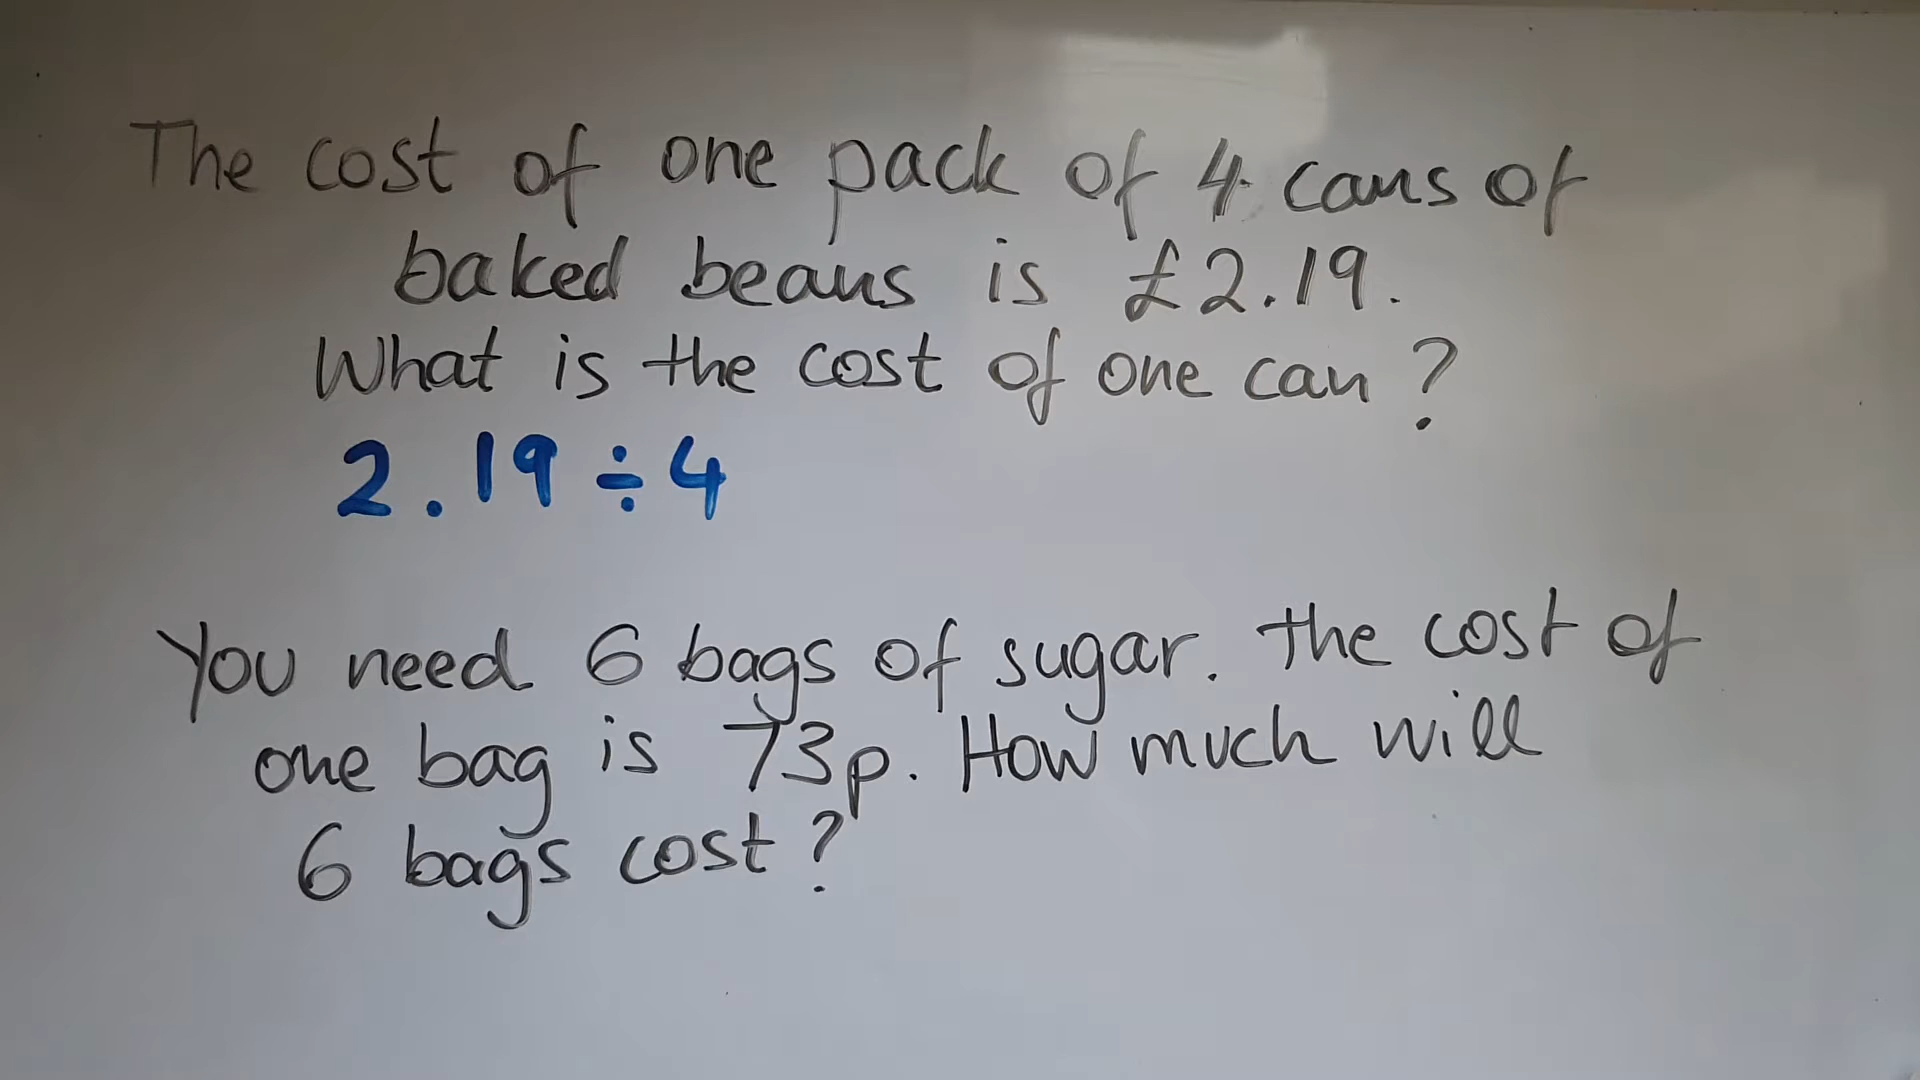 The cost of one pack of 4 cans of
baked beans is £2.19.
What is the cost of one can?
2.19÷4
You need 6 bags of sugar. The cost of
one bag is 73p. How much will
6 bags cost?